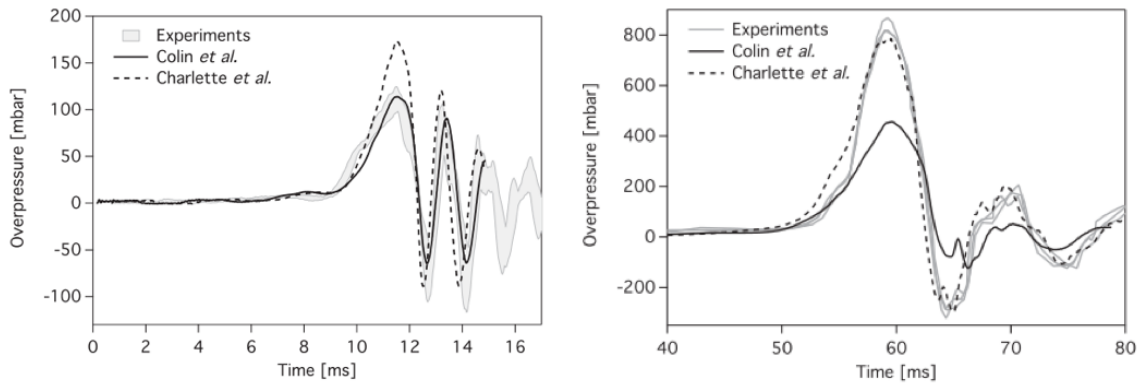 200
150
100
50
0
-50
-100
Overpressure [mbar]
Experiments
Colin et al.
Charlette et al.
0 2 4 6 8 10 12 14 16
Time [ms]
800
600
400
200
0
-200
Overpressure [mbar]
Experiments
Colin et al.
Charlette et al.
40 50 60 70 80
Time [ms]